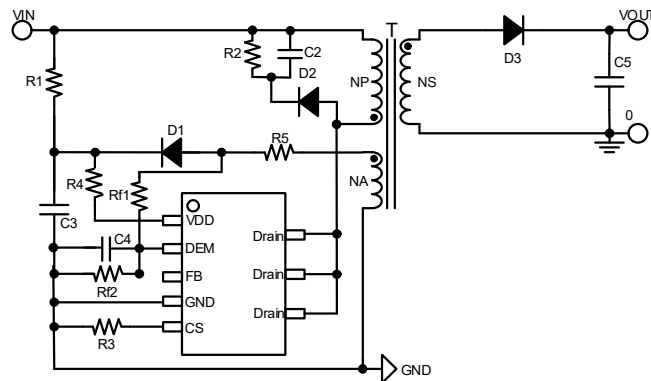 VIN
T
VOUT
R2
C2
D3
R1
D2
NP
NS
C5
0
D1
R5
R4
Rf1
NA
C3
VDD
C4
DEM
Drain
FB
Drain
Rf2
GND
Drain
CS
R3
GND